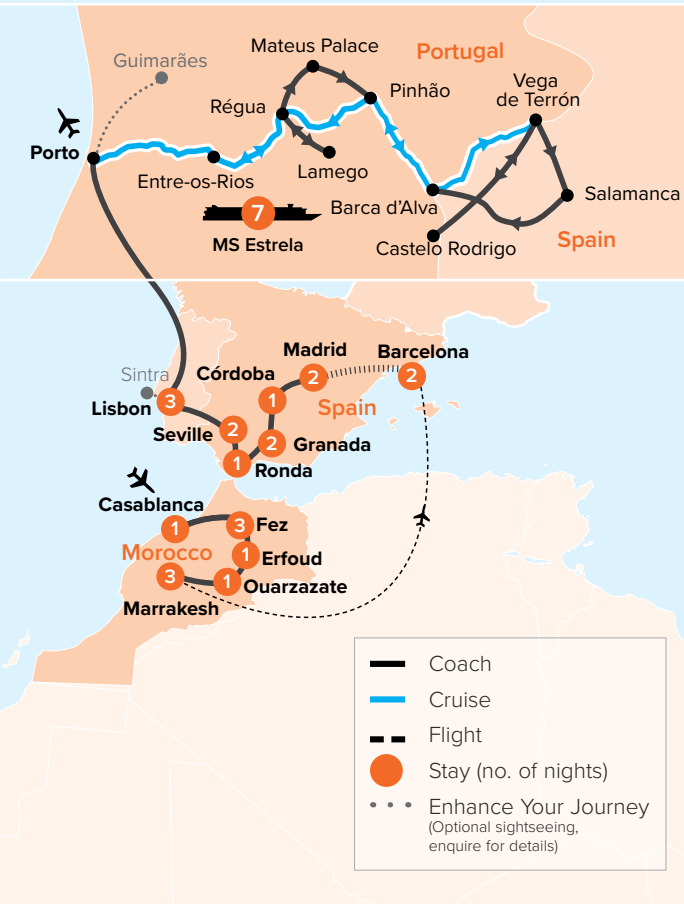 Mateus Palace
Portugal
Guimarães
Vega
de Terrón
Pinhão
Régua
Porto
Lamego
Entre-os-Rios
Salamanca
Barca d'Alva
7
Castelo Rodrigo
Spain
MS Estrela
Madrid
Barcelona
Sintra
Córdoba
2
2
Lisbon
3
1
Spain
Seville
2
2
Granada
1
Ronda
Casablanca
1
3
Fez
Morocco
1
Erfoud
3
1
Ouarzazate
Marrakesh
Coach
Cruise
Flight
Stay (no. of nights)
Enhance Your Journey
(Optional sightseeing,
enquire for details)